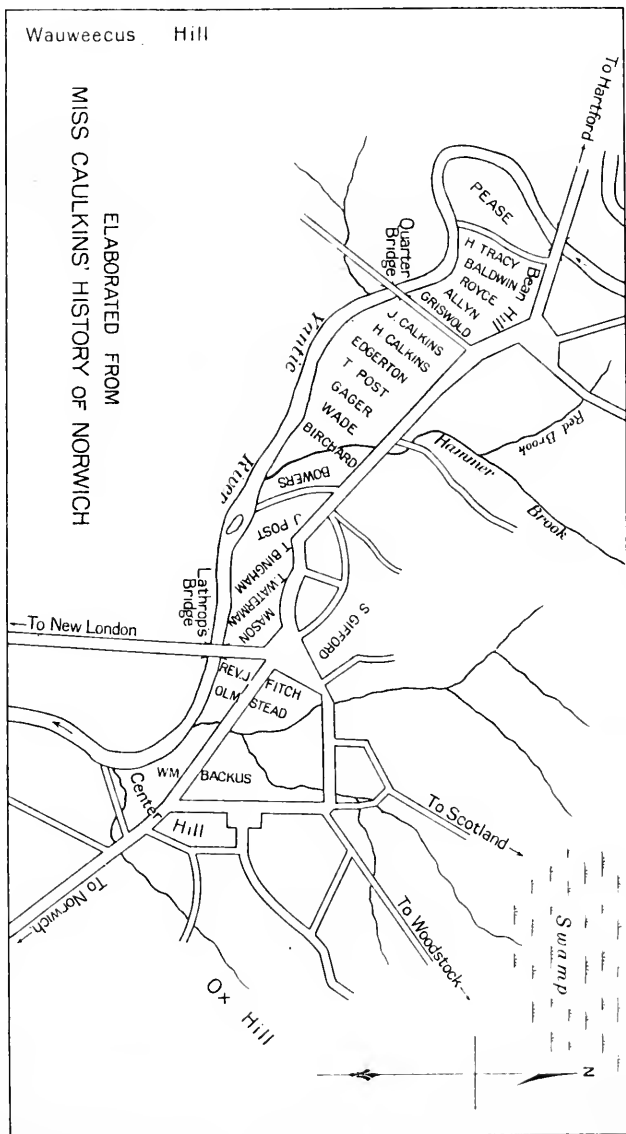 Wauweecus Hill
ELABORATED FROM
MISS CAULKINS' HISTORY OF NORWICH
To Hartford
PEASE
Bean Hill
H TRACY
BALDWIN
ROYCE
ALLYN
GRISWOLD
Quarter
Bridge
J. CALKINS
H CALKINS
EDGERTON
T POST
GAGER
WADE
BIRCHARD
BOWERS
Yantic River
Red Brook
Hammer Brook
J POST
T BINGHAM
T. WATERMAN
MASON
S GIFFORD
Lathrop's
Bridge
To New London
REV. J. FITCH
OLMSTEAD
WM BACKUS
Center Hill
To Norwich
To Scotland
To Woodstock
Ox Hill
Swamp
N